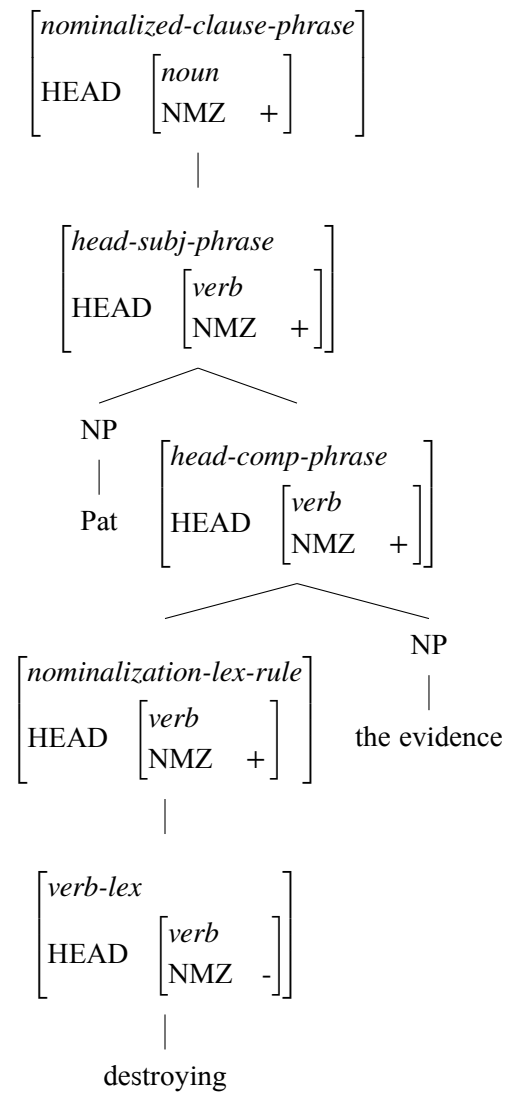 nominalized-clause-phrase
HEAD noun
NMZ +
head-subj-phrase
HEAD verb
NMZ +
NP
Pat
head-comp-phrase
HEAD verb
NMZ +
nominalization-lex-rule
HEAD verb
NMZ +
NP
the evidence
verb-lex
HEAD verb
NMZ -
destroying